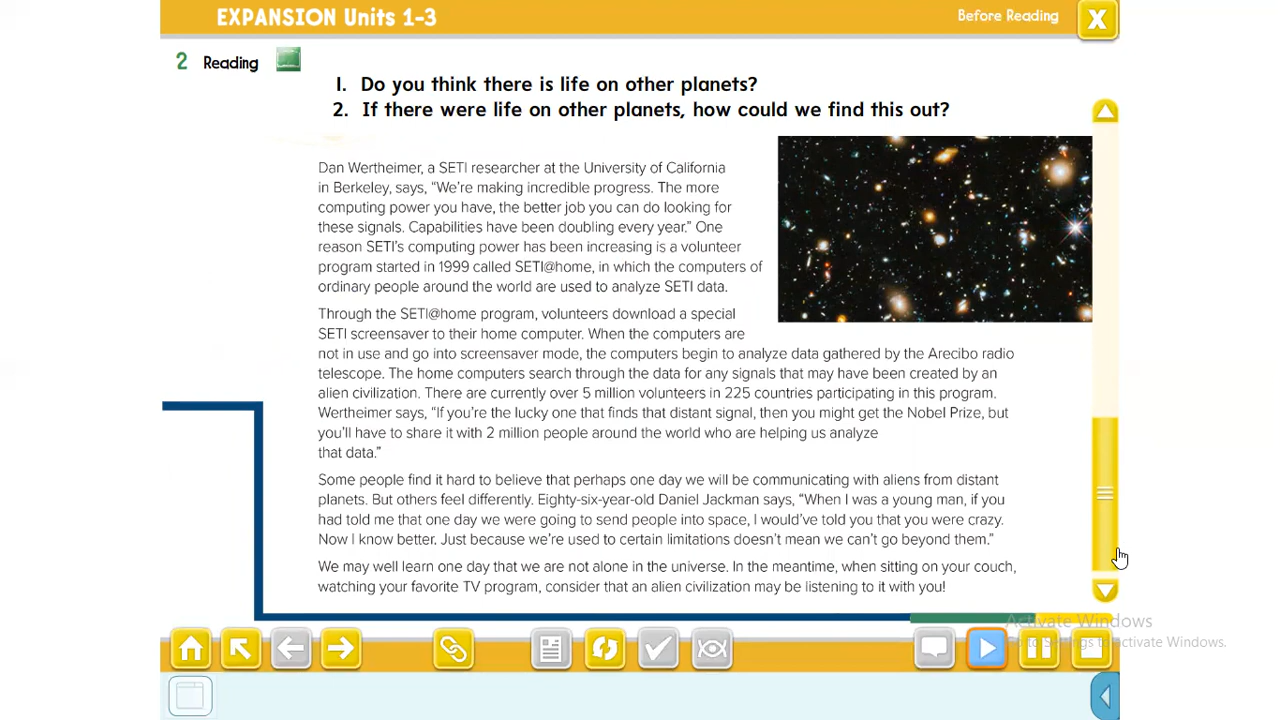 EXPANSION Units 1-3
Before Reading
X
2 Reading
1. Do you think there is life on other planets?
2. If there were life on other planets, how could we find this out?
Dan Wertheimer, a SETI researcher at the University of California
in Berkeley, says, “We’re making incredible progress. The more
computing power you have, the better job you can do looking for
these signals. Capabilities have been doubling every year.” One
reason SETI’s computing power has been increasing is a volunteer
program started in 1999 called SETI@home, in which the computers of
ordinary people around the world are used to analyze SETI data.
Through the SETI@home program, volunteers download a special
SETI screensaver to their home computer. When the computers are
not in use and go into screensaver mode, the computers begin to analyze data gathered by the Arecibo radio
telescope. The home computers search through the data for any signals that may have been created by an
alien civilization. There are currently over 5 million volunteers in 225 countries participating in this program.
Wertheimer says, “If you’re the lucky one that finds that distant signal, then you might get the Nobel Prize, but
you’ll have to share it with 2 million people around the world who are helping us analyze
that data.”
Some people find it hard to believe that perhaps one day we will be communicating with aliens from distant
planets. But others feel differently. Eighty-six-year-old Daniel Jackman says, “When I was a young man, if you
had told me that one day we were going to send people into space, I would’ve told you that you were crazy.
Now I know better. Just because we’re used to certain limitations doesn’t mean we can’t go beyond them.”
We may well learn one day that we are not alone in the universe. In the meantime, when sitting on your couch,
watching your favorite TV program, consider that an alien civilization may be listening to it with you!
Activate Windows
Go to Settings to activate Windows.